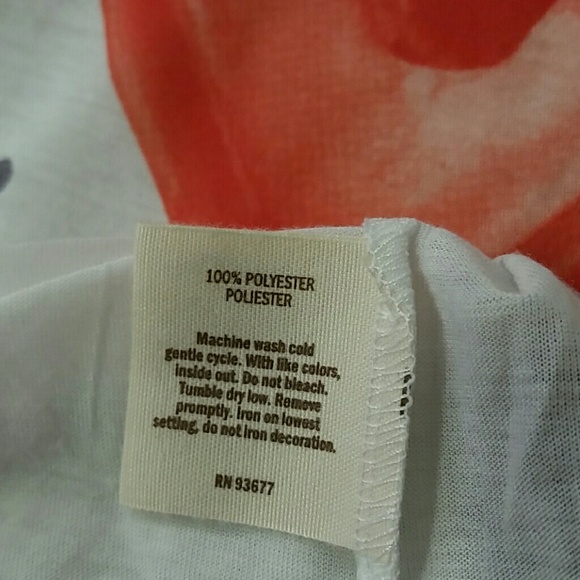 100% POLYESTER
POLIESTER
Machine wash cold
gentle cycle. With like colors,
inside out. Do not bleach.
Tumble dry low. Remove
promptly. Iron on lowest
setting, do not iron decoration.
RN 93677